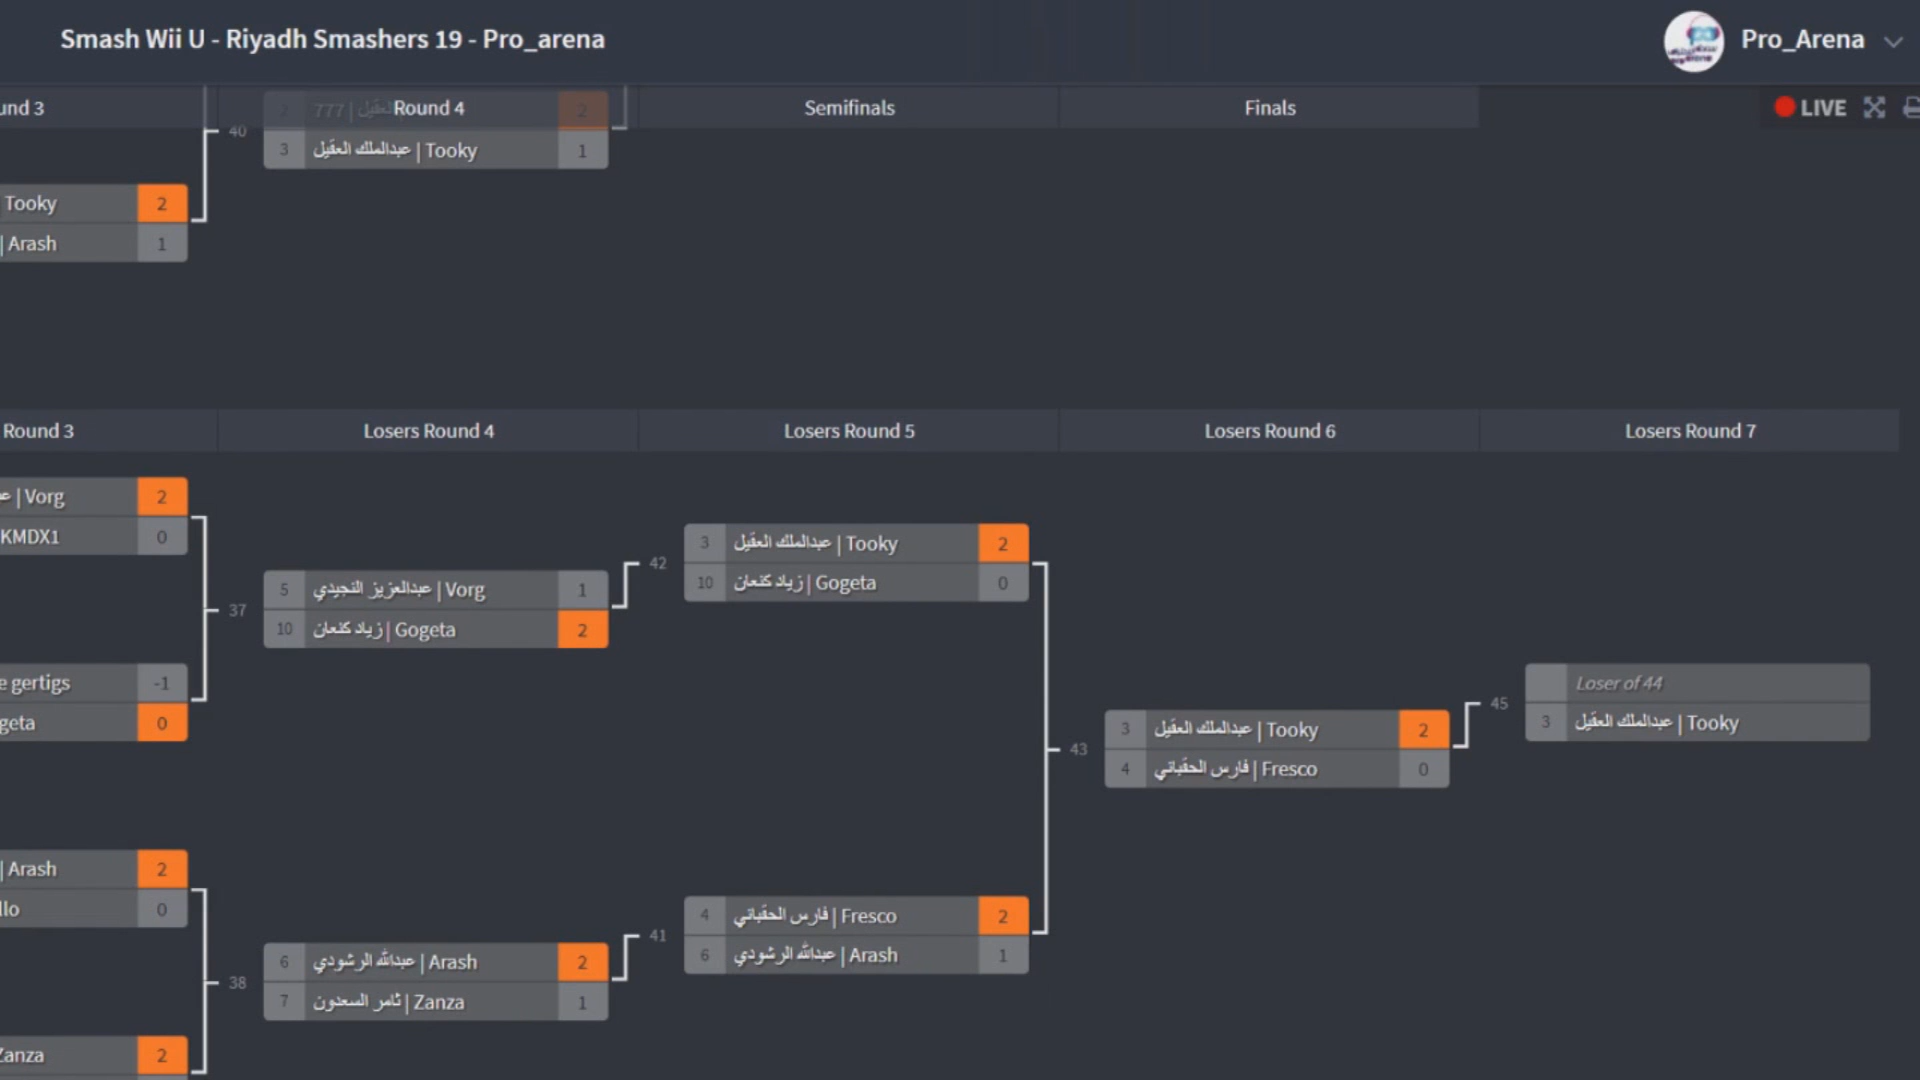 Smash Wii U - Riyadh Smashers 19 - Pro_arena
Pro_Arena
und 3
Round 4
Semifinals
Finals
LIVE
2 777 | العقيل 2
40
3 عبدالملك العقيل | Tooky 1
Tooky 2
| Arash 1
Round 3
Losers Round 4
Losers Round 5
Losers Round 6
Losers Round 7
| Vorg 2
KMDX1 0
37
5 عبدالعزيز النجيدي | Vorg 1
10 زياد كنعان | Gogeta 2
42
3 عبدالملك العقيل | Tooky 2
10 زياد كنعان | Gogeta 0
e gertigs -1
geta 0
43
3 عبدالملك العقيل | Tooky 2
4 فارس الحقباني | Fresco 0
45
Loser of 44
3 عبدالملك العقيل | Tooky
| Arash 2
llo 0
38
6 عبدالله الرشودي | Arash 2
7 ثامر السعدون | Zanza 1
41
4 فارس الحقباني | Fresco 2
6 عبدالله الرشودي | Arash 1
Zanza 2